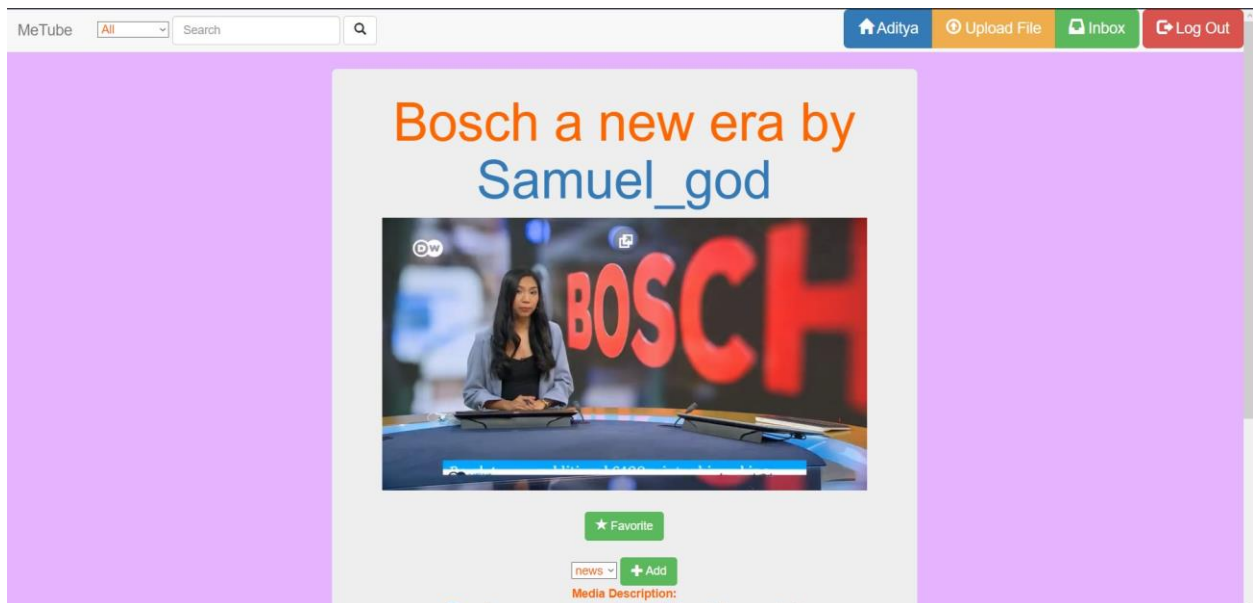 MeTube All Search Aditya Upload File Inbox Log Out
Bosch a new era by
Samuel_god
DW
BOSCH
Favorite
news Add
Media Description: